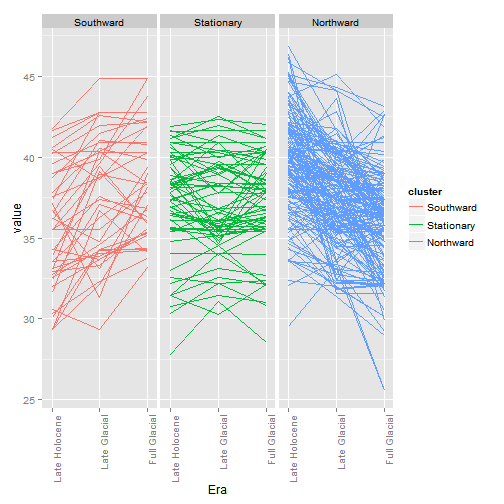 Southward Stationary Northward
45
40
35
30
25
value
Late Holocene Late Glacial Full Glacial Late Holocene Late Glacial Full Glacial Late Holocene Late Glacial Full Glacial
Era
cluster
Southward
Stationary
Northward